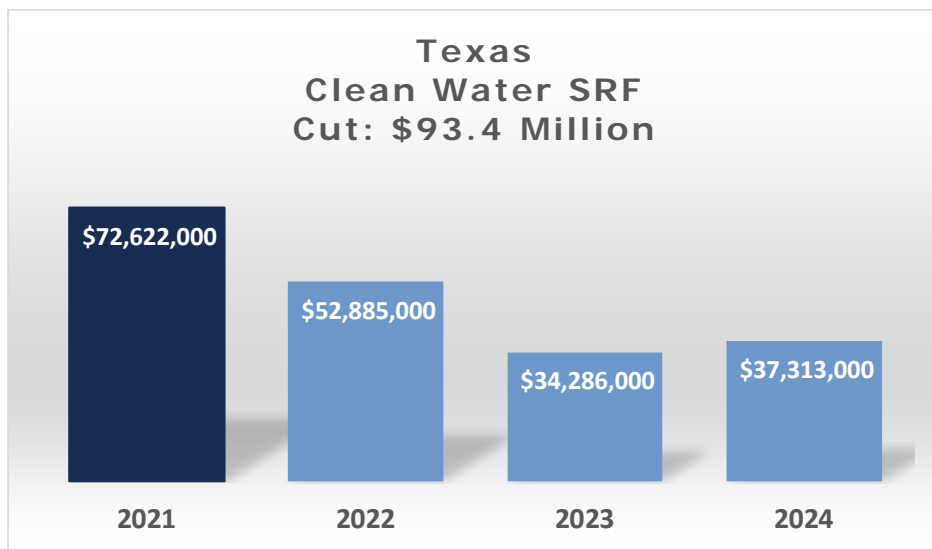 Texas
Clean Water SRF
Cut: $93.4 Million
$72,622,000
$52,885,000
$34,286,000
$37,313,000
2021
2022
2023
2024